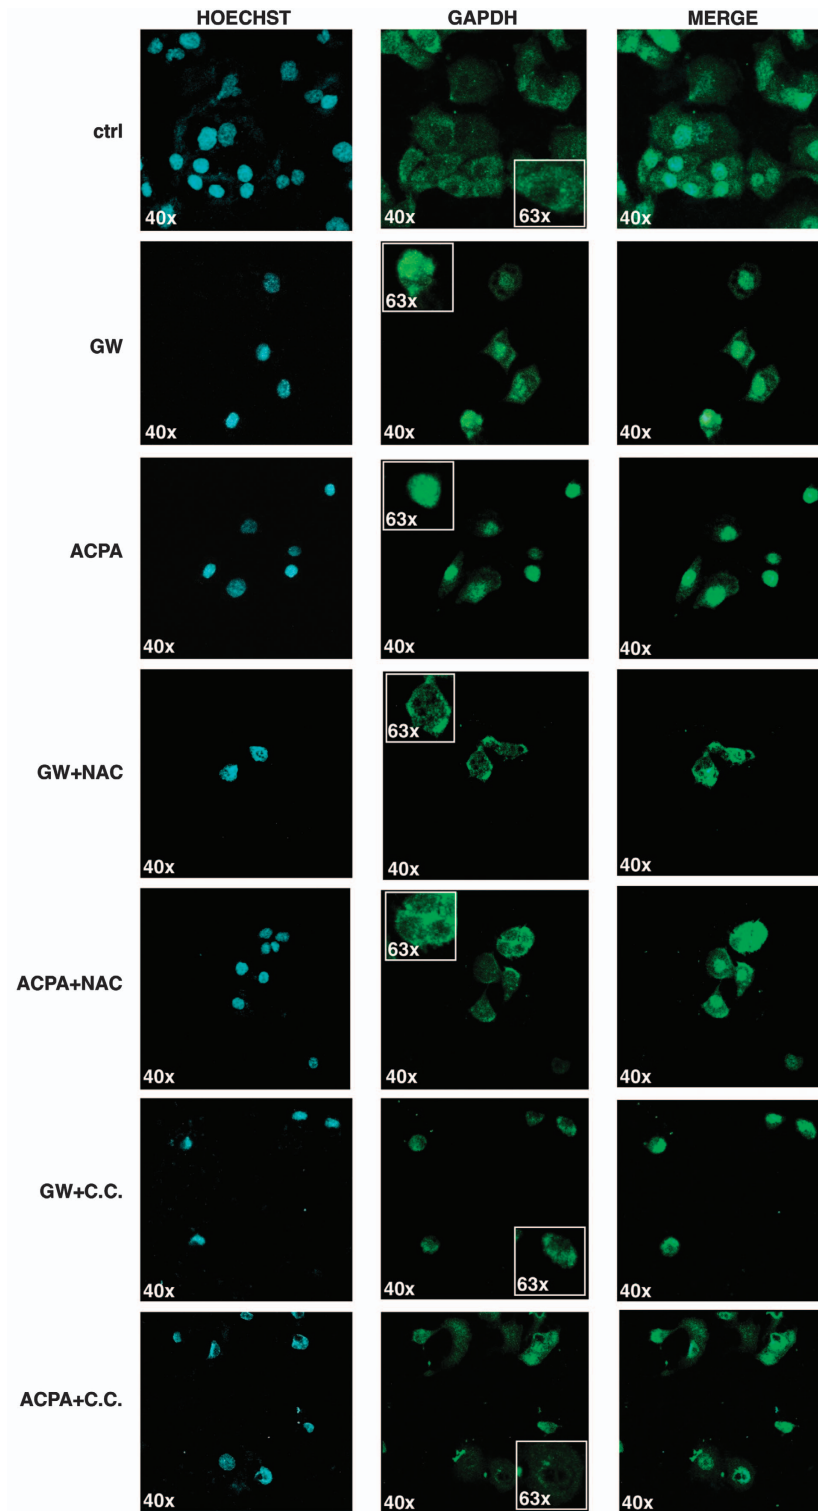 HOECHST GAPDH MERGE
ctrl
40x 40x 63x 40x
GW
63x
40x 40x 40x
ACPA
63x
40x 40x 40x
GW+NAC
63x
40x 40x 40x
ACPA+NAC
63x
40x 40x 40x
GW+C.C.
40x 40x 63x 40x
ACPA+C.C.
40x 40x 63x 40x